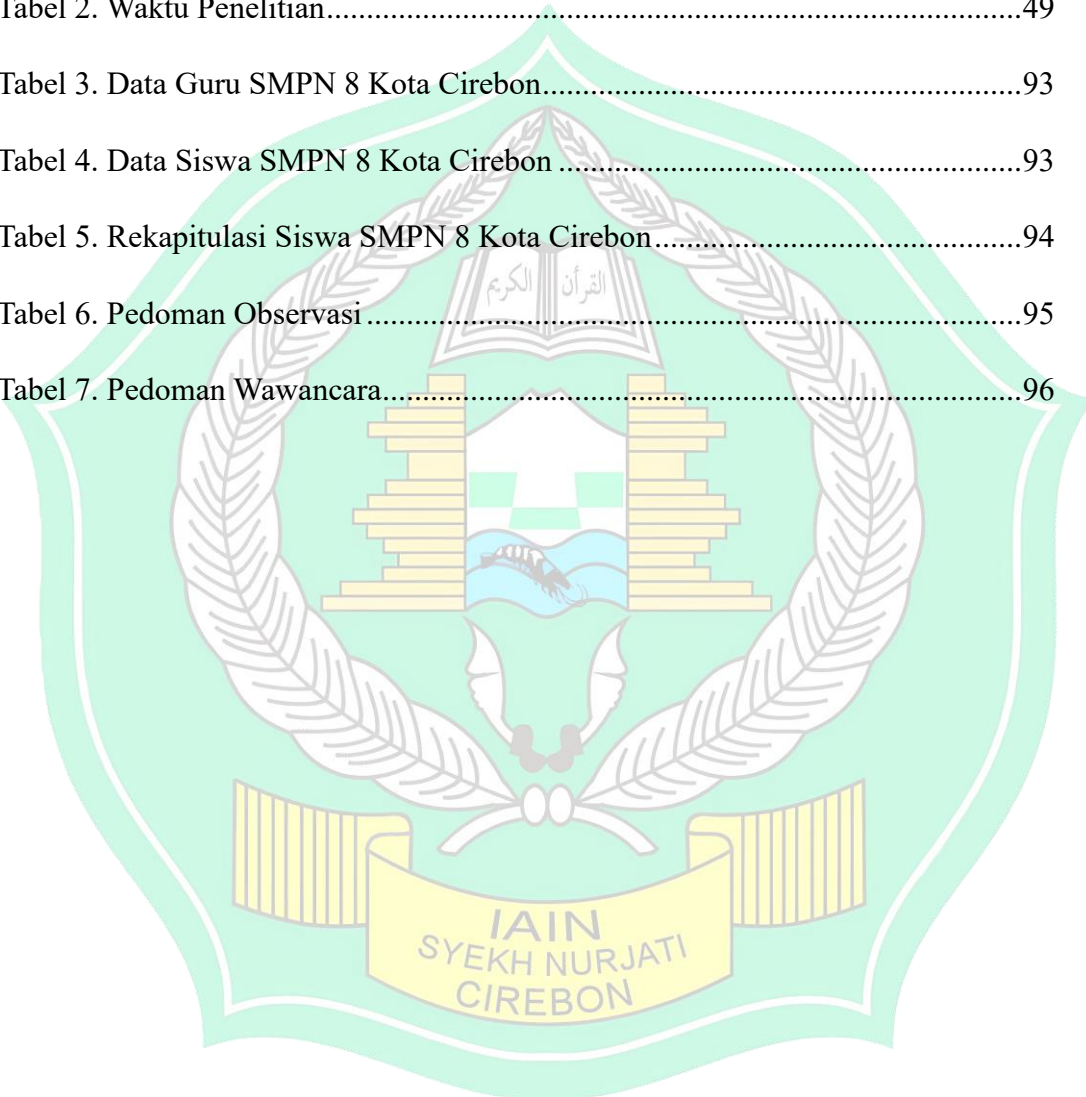 Tabel 2. Waktu Penelitian....................................................................................49
Tabel 3. Data Guru SMPN 8 Kota Cirebon..........................................................93
Tabel 4. Data Siswa SMPN 8 Kota Cirebon ........................................................93
Tabel 5. Rekapitulasi Siswa SMPN 8 Kota Cirebon.............................................94
القرأن الكريم
Tabel 6. Pedoman Observasi................................................................................95
Tabel 7. Pedoman Wawancara..............................................................................96
IAIN
SYEKH NURJATI
CIREBON